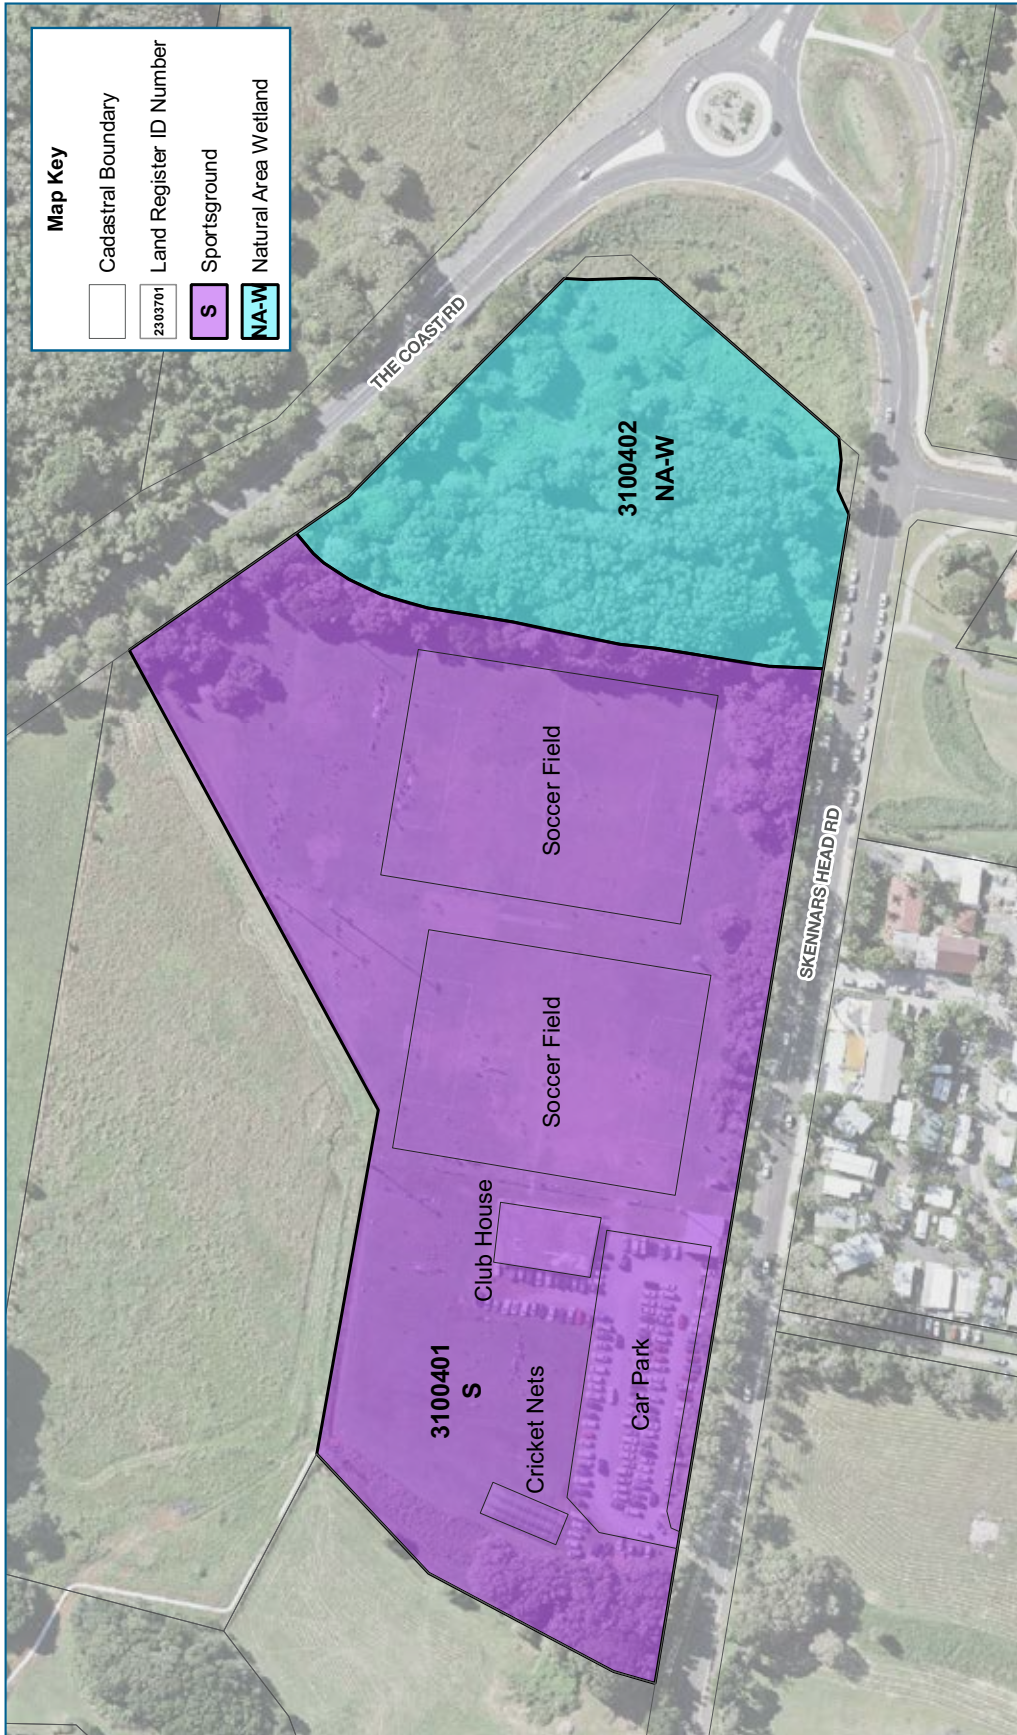 Map Key
Cadastral Boundary
2303701
Land Register ID Number
S
Sportsground
NA-W
Natural Area Wetland
THE COAST RD
3100402
NA-W
Soccer Field
Soccer Field
SKENNARS HEAD RD
Club House
3100401
S
Cricket Nets
Car Park